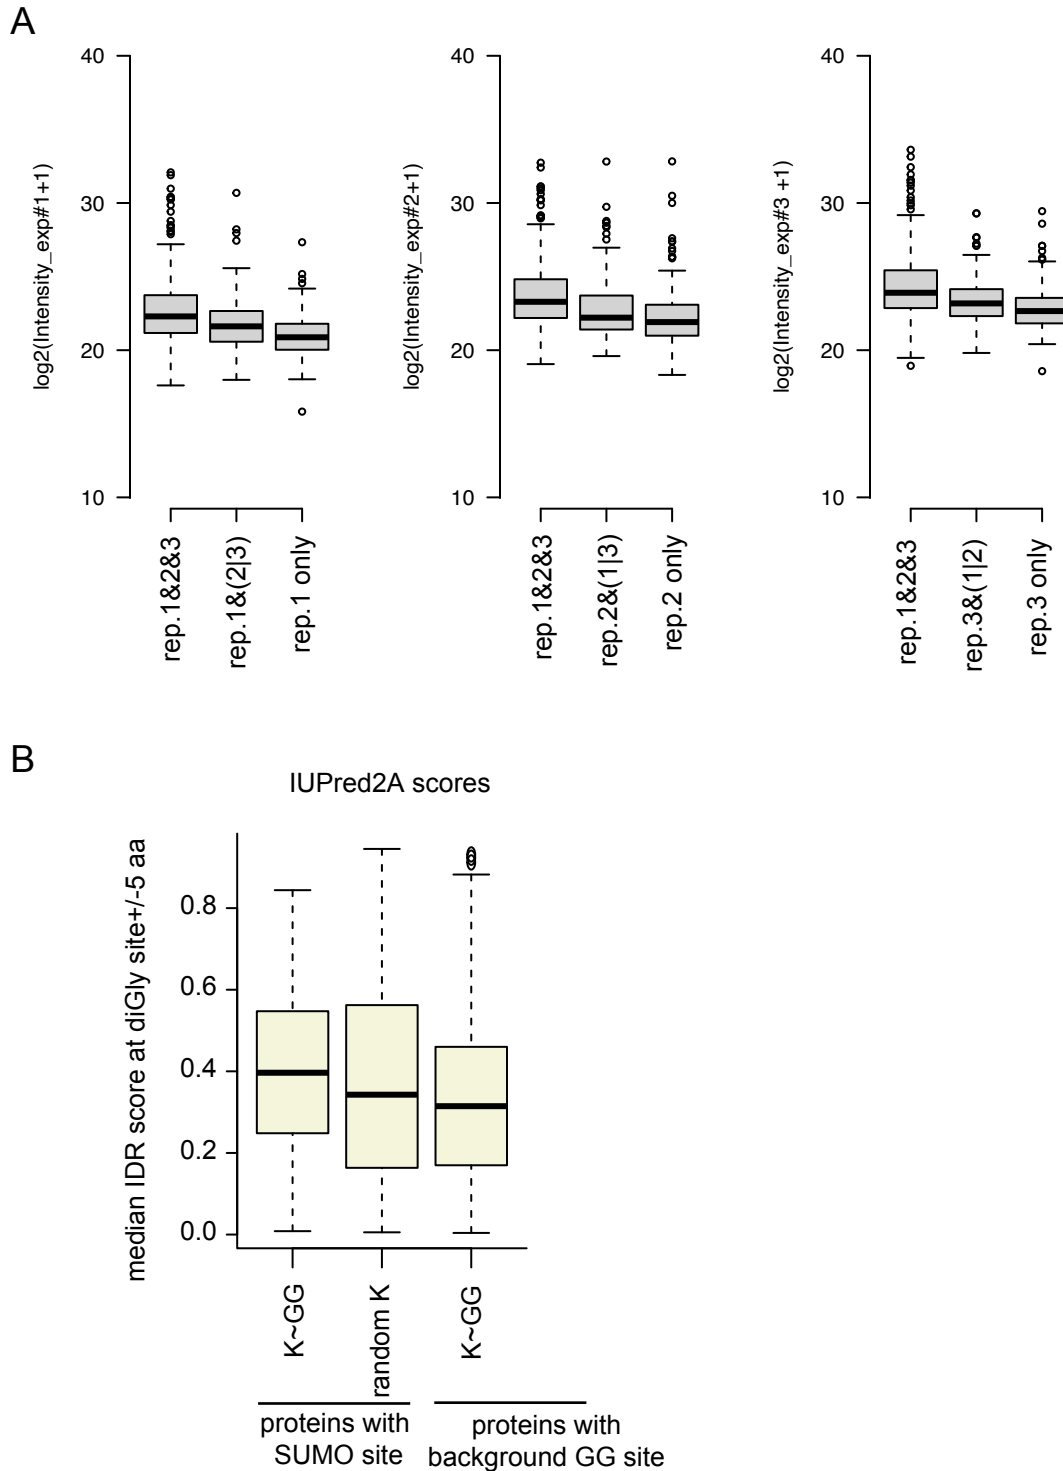 A
40
30
20
10
log2(Intensity_exp#1+1)
rep.1&2&3
rep.1&(2|3)
rep.1 only
40
30
20
10
log2(Intensity_exp#2+1)
rep.1&2&3
rep.2&(1|3)
rep.2 only
40
30
20
10
log2(Intensity_exp#3 +1)
rep.1&2&3
rep.3&(1|2)
rep.3 only
B
IUPred2A scores
median IDR score at diGly site+/-5 aa
0.8
0.6
0.4
0.2
0.0
K~GG
random K
K~GG
proteins with
SUMO site
proteins with
background GG site